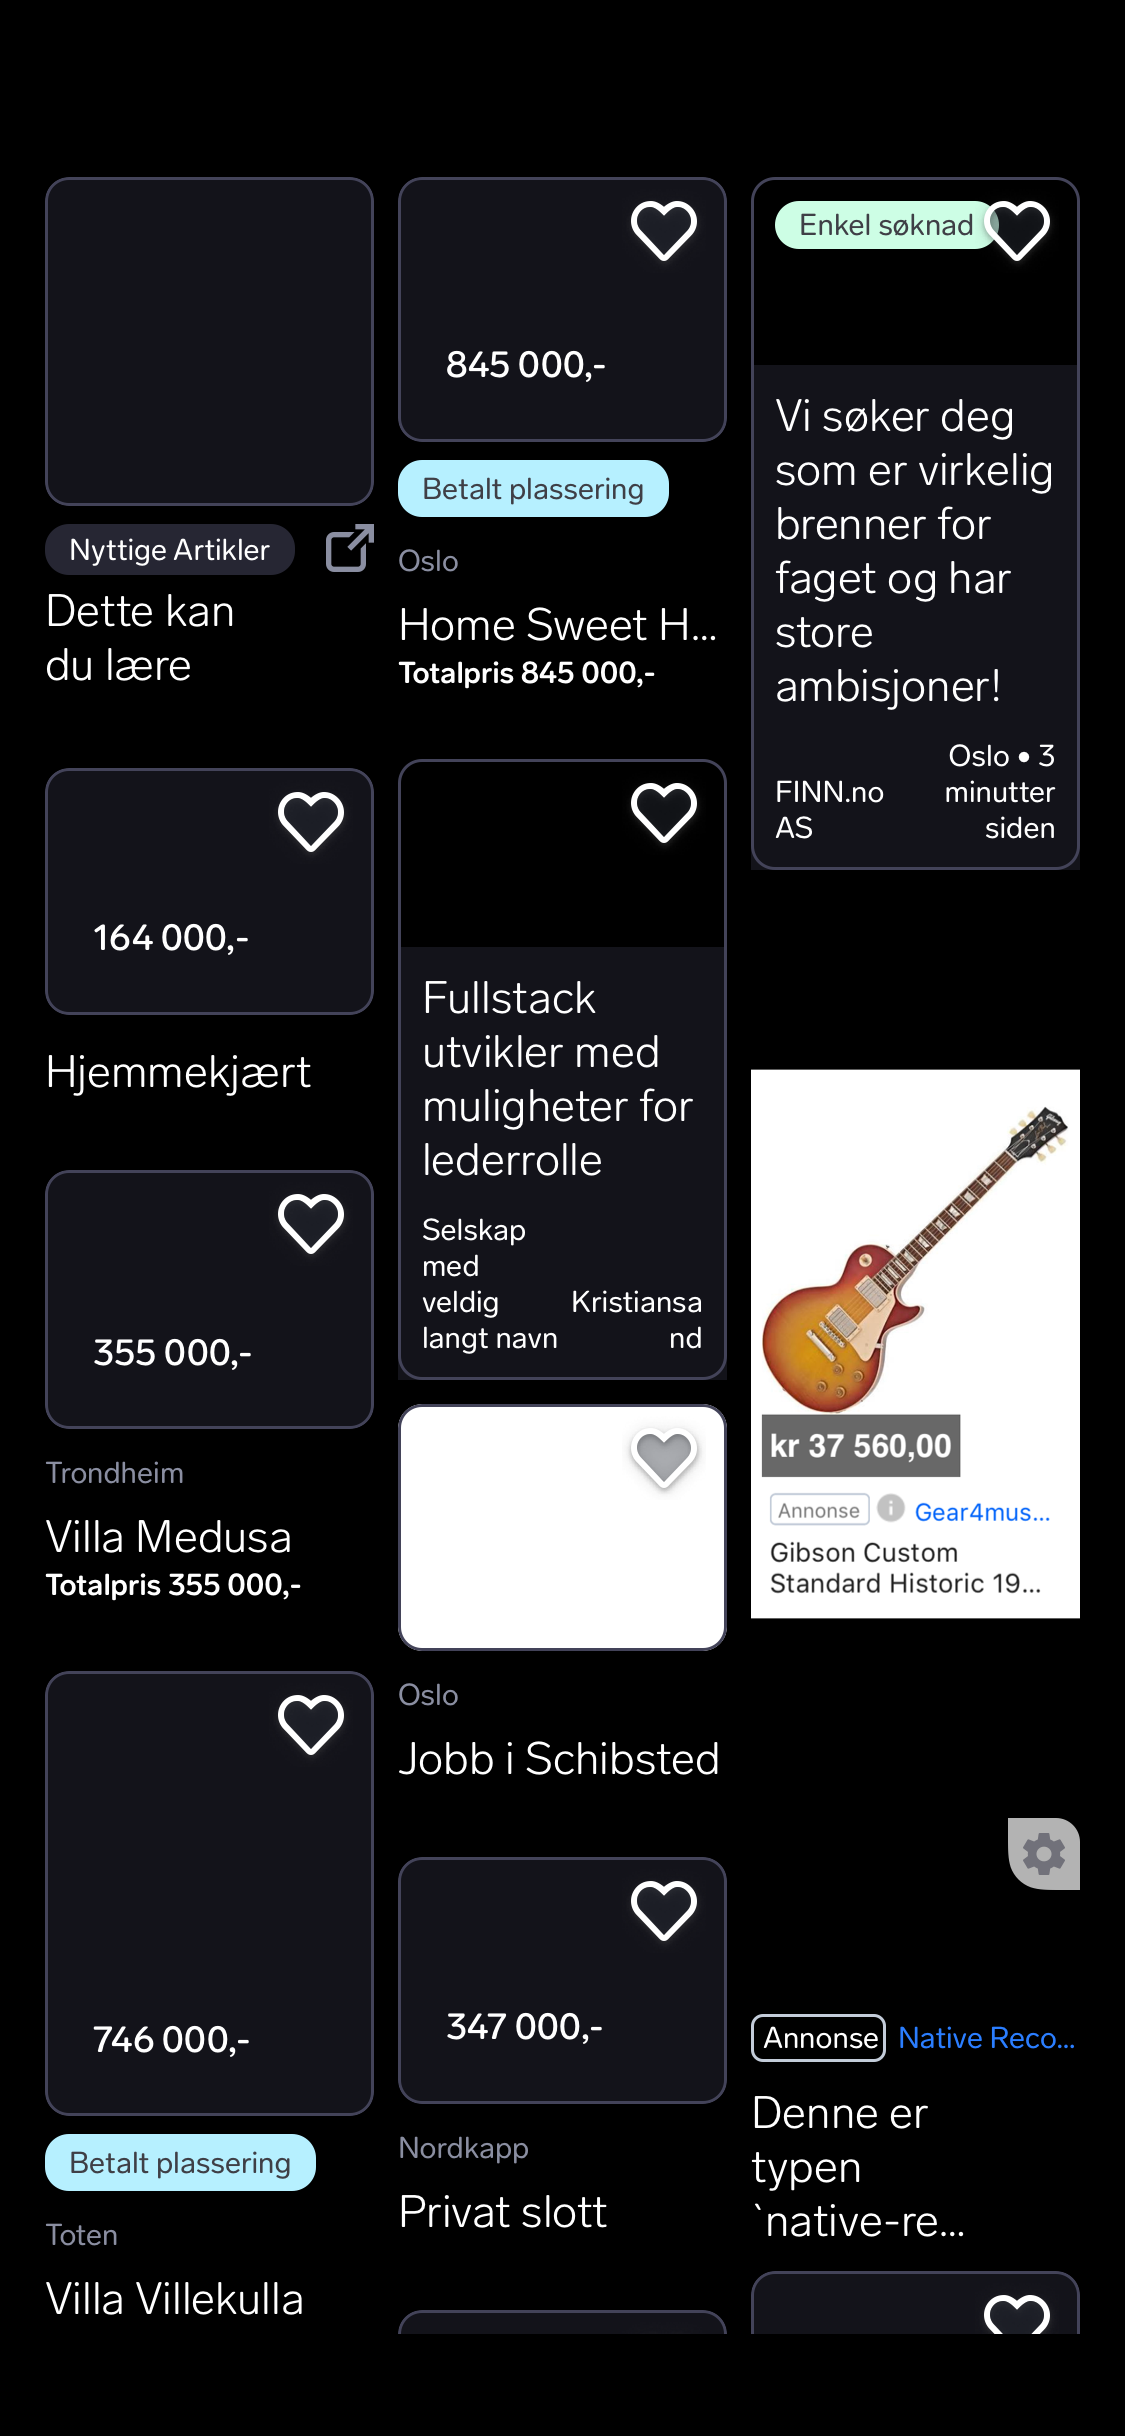 Nyttige Artikler
Dette kan
du lære
164 000,-
Hjemmekjært
355 000,-
Trondheim
Villa Medusa
Totalpris 355 000,-
746 000,-
Betalt plassering
Toten
Villa Villekulla
845 000,-
Betalt plassering
Oslo
Home Sweet H...
Totalpris 845 000,-
Fullstack
utvikler med
muligheter for
lederrolle
Selskap
med
veldig
langt navn
Kristiansa
nd
Oslo
Jobb i Schibsted
347 000,-
Nordkapp
Privat slott
Enkel søknad
Vi søker deg
som er virkelig
brenner for
faget og har
store
ambisjoner!
FINN.no
AS
Oslo • 3
minutter
siden
kr 37 560,00
Annonse Gear4mus...
Gibson Custom
Standard Historic 19...
Annonse Native Reco...
Denne er
typen
`native-re...